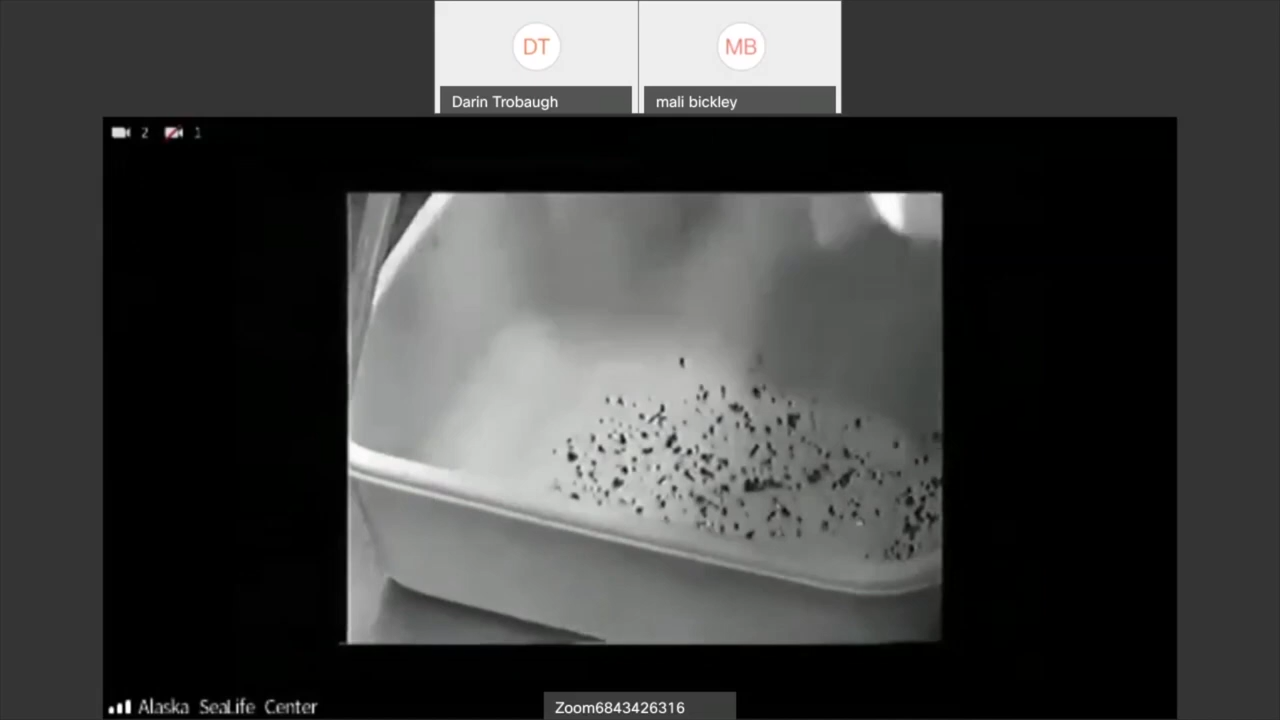 DT
MB
Darin Trobaugh
mali bickley
2
1
Alaska SeaLife Center
Zoom6843426316